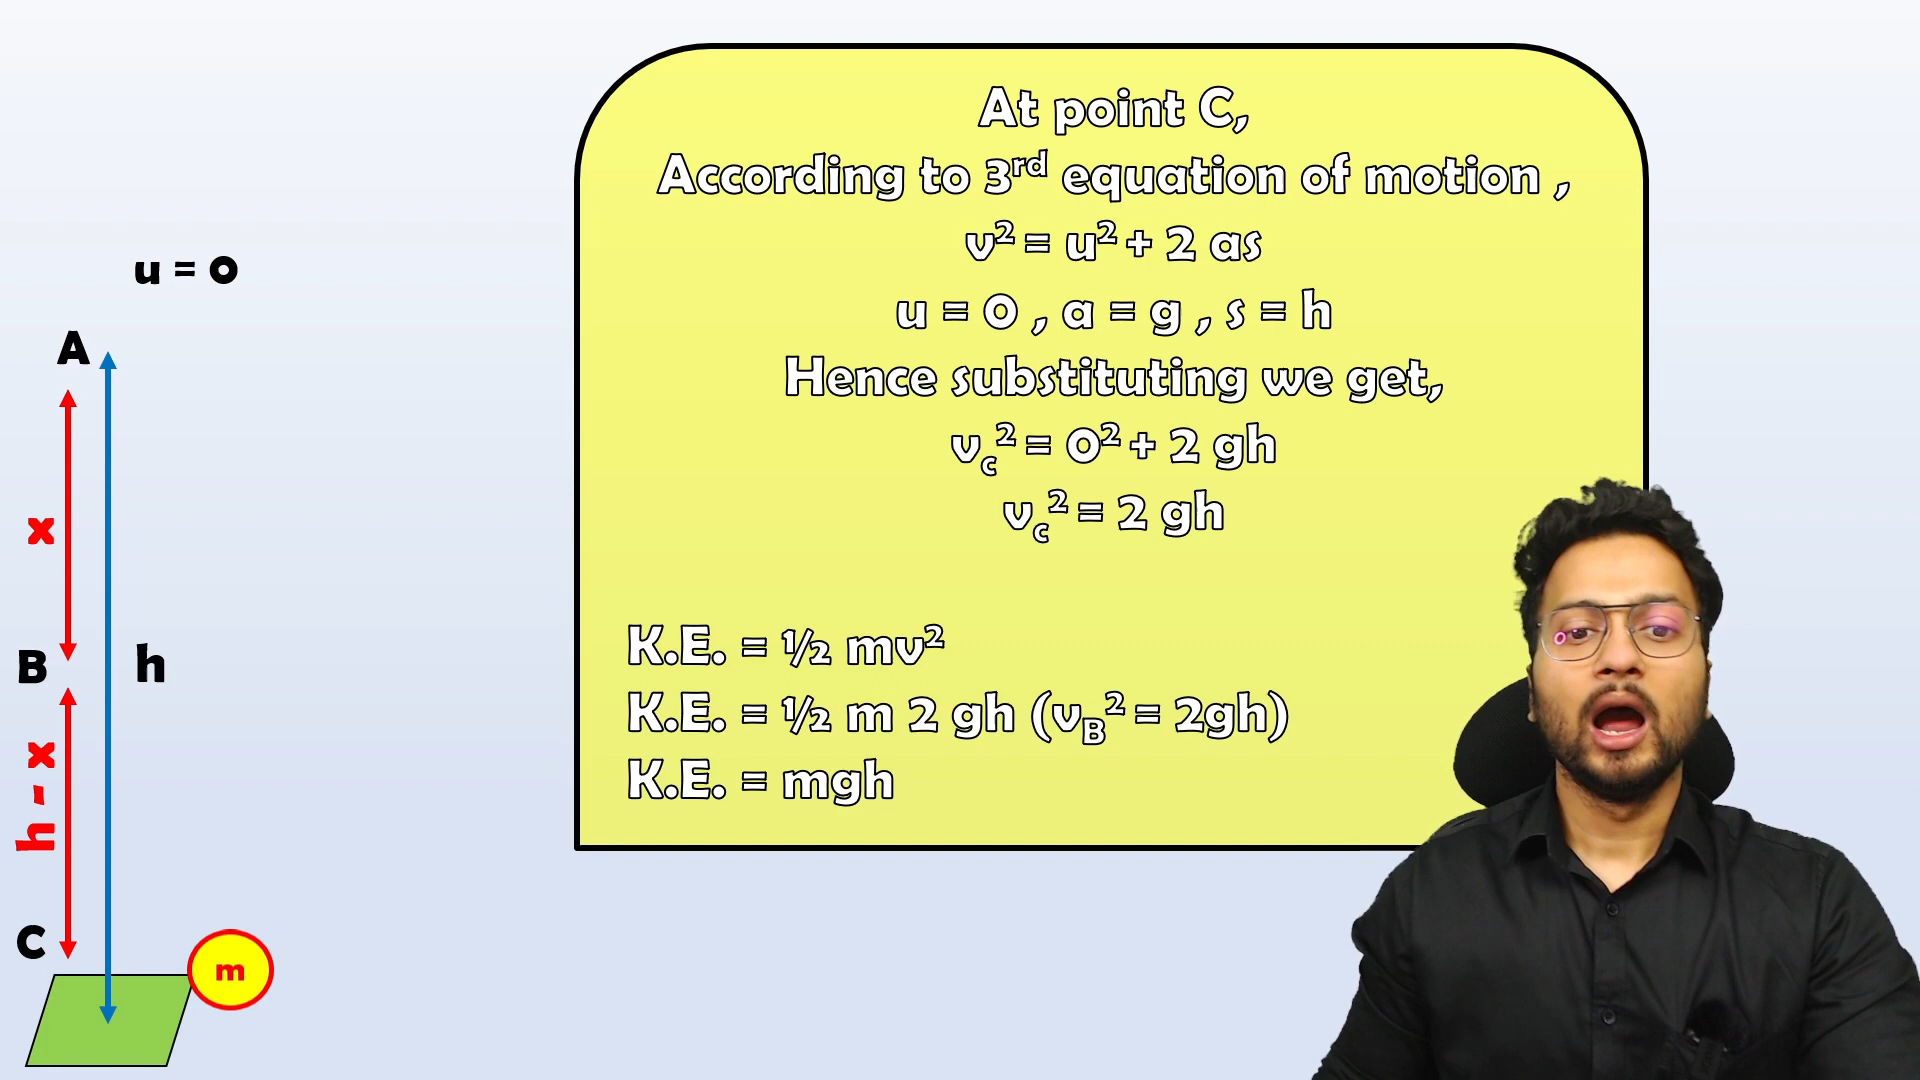 At point C,
According to 3rd equation of motion ,
v² = u² + 2 as
u = 0 , a = g , s = h
Hence substituting we get,
vc² = 0² + 2 gh
vc² = 2 gh
K.E. = ½ mv²
K.E. = ½ m 2 gh (vB² = 2gh)
K.E. = mgh
u = 0
A
x
B
h
h - x
C
m